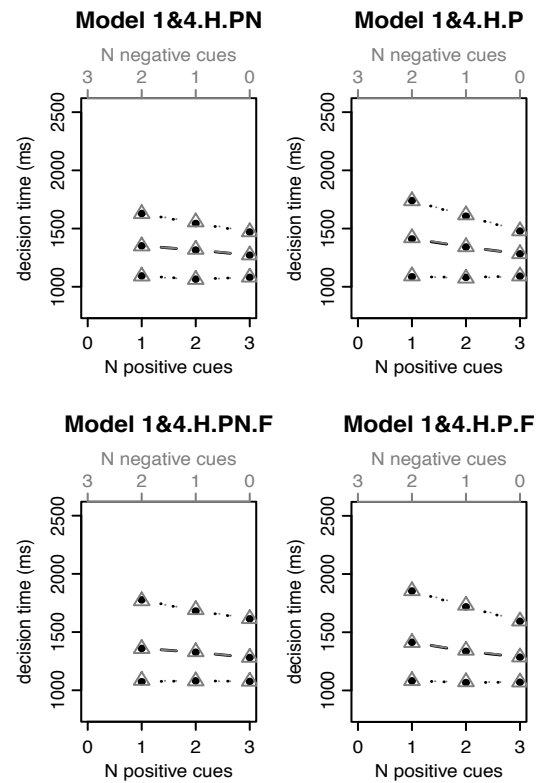 Model 1&4.H.PN
N negative cues
3 2 1 0
2500
2000
1500
1000
decision time (ms)
0 1 2 3
N positive cues
Model 1&4.H.P
N negative cues
3 2 1 0
2500
2000
1500
1000
decision time (ms)
0 1 2 3
N positive cues
Model 1&4.H.PN.F
N negative cues
3 2 1 0
2500
2000
1500
1000
decision time (ms)
0 1 2 3
N positive cues
Model 1&4.H.P.F
N negative cues
3 2 1 0
2500
2000
1500
1000
decision time (ms)
0 1 2 3
N positive cues